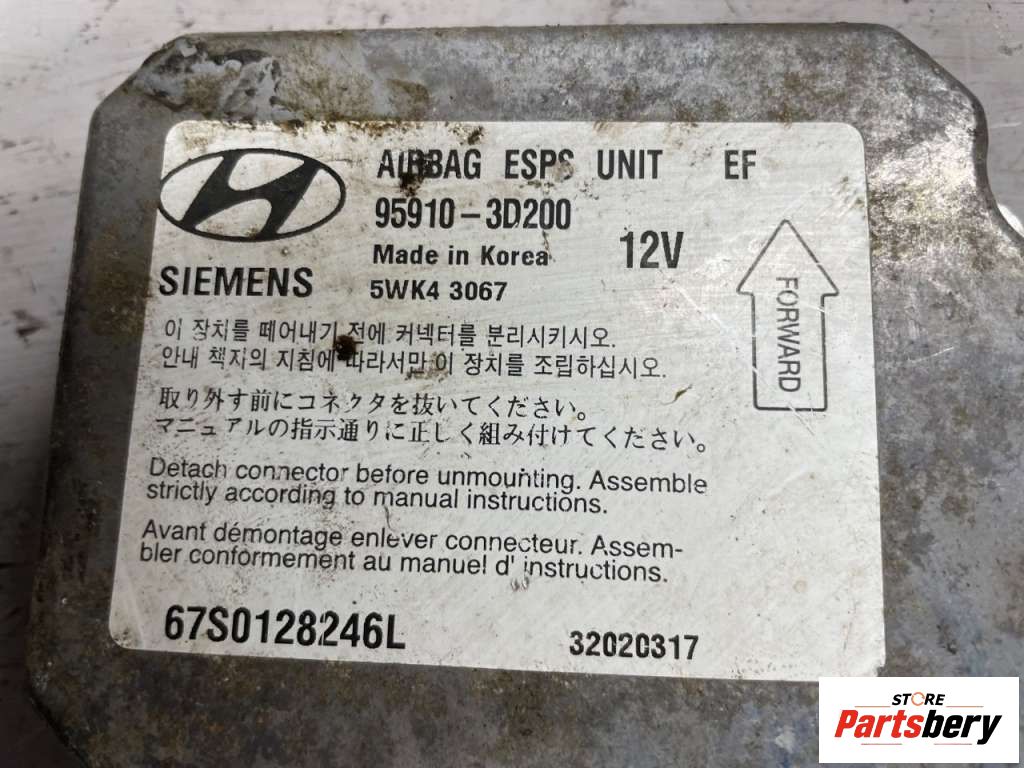 AIRBAG ESPS UNIT EF
95910-3D200
Made in Korea
12V
SIEMENS
5WK4 3067
FORWARD
이 장치를 떼어내기 전에 커넥터를 분리시키시오.
안내 책자의 지침에 따라서만 이 장치를 조립하십시오.
取り外す前にコネクタを抜いてください。
マニュアルの指示通りに正しく組み付けてください。
Detach connector before unmounting. Assemble
strictly according to manual instructions.
Avant démontage enlever connecteur. Assem-
bler conformement au manuel d' instructions.
67S0128246L
32020317
STORE
Partsbery